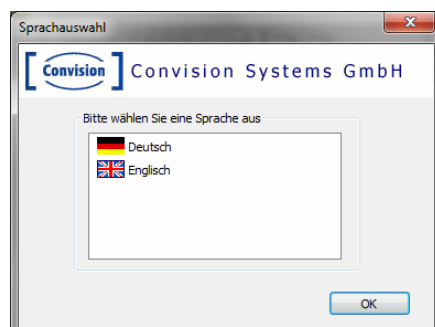 Sprachauswahl
Convision Convision Systems GmbH
Bitte wählen Sie eine Sprache aus
Deutsch
Englisch
OK